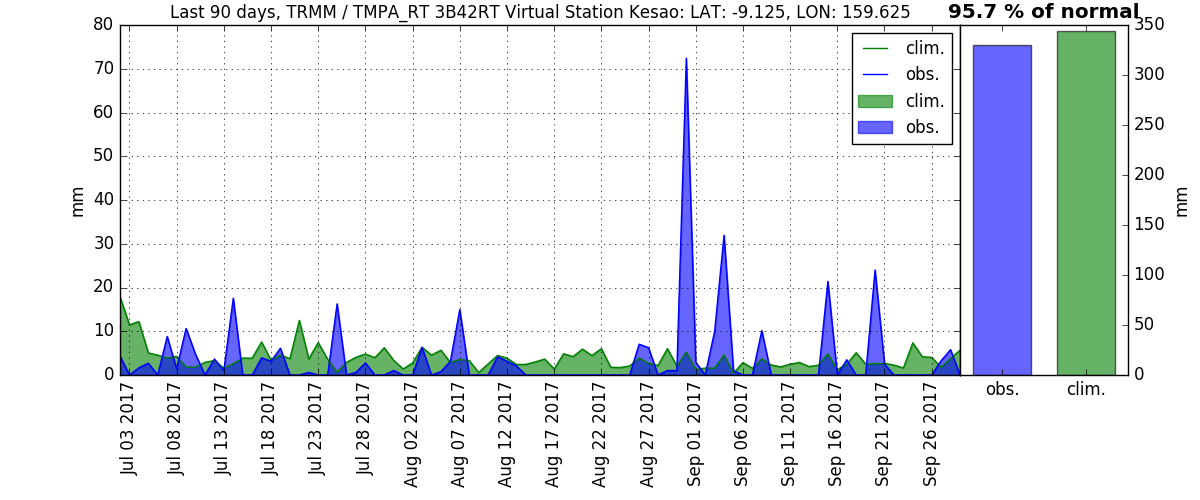 Last 90 days, TRMM / TMPA_RT 3B42RT Virtual Station Kesao: LAT: -9.125, LON: 159.625
95.7 % of normal
80
70
60
50
40
30
20
10
0
mm
clim.
obs.
clim.
obs.
350
300
250
200
150
100
50
0
mm
Jul 03 2017
Jul 08 2017
Jul 13 2017
Jul 18 2017
Jul 23 2017
Jul 28 2017
Aug 02 2017
Aug 07 2017
Aug 12 2017
Aug 17 2017
Aug 22 2017
Aug 27 2017
Sep 01 2017
Sep 06 2017
Sep 11 2017
Sep 16 2017
Sep 21 2017
Sep 26 2017
obs.
clim.